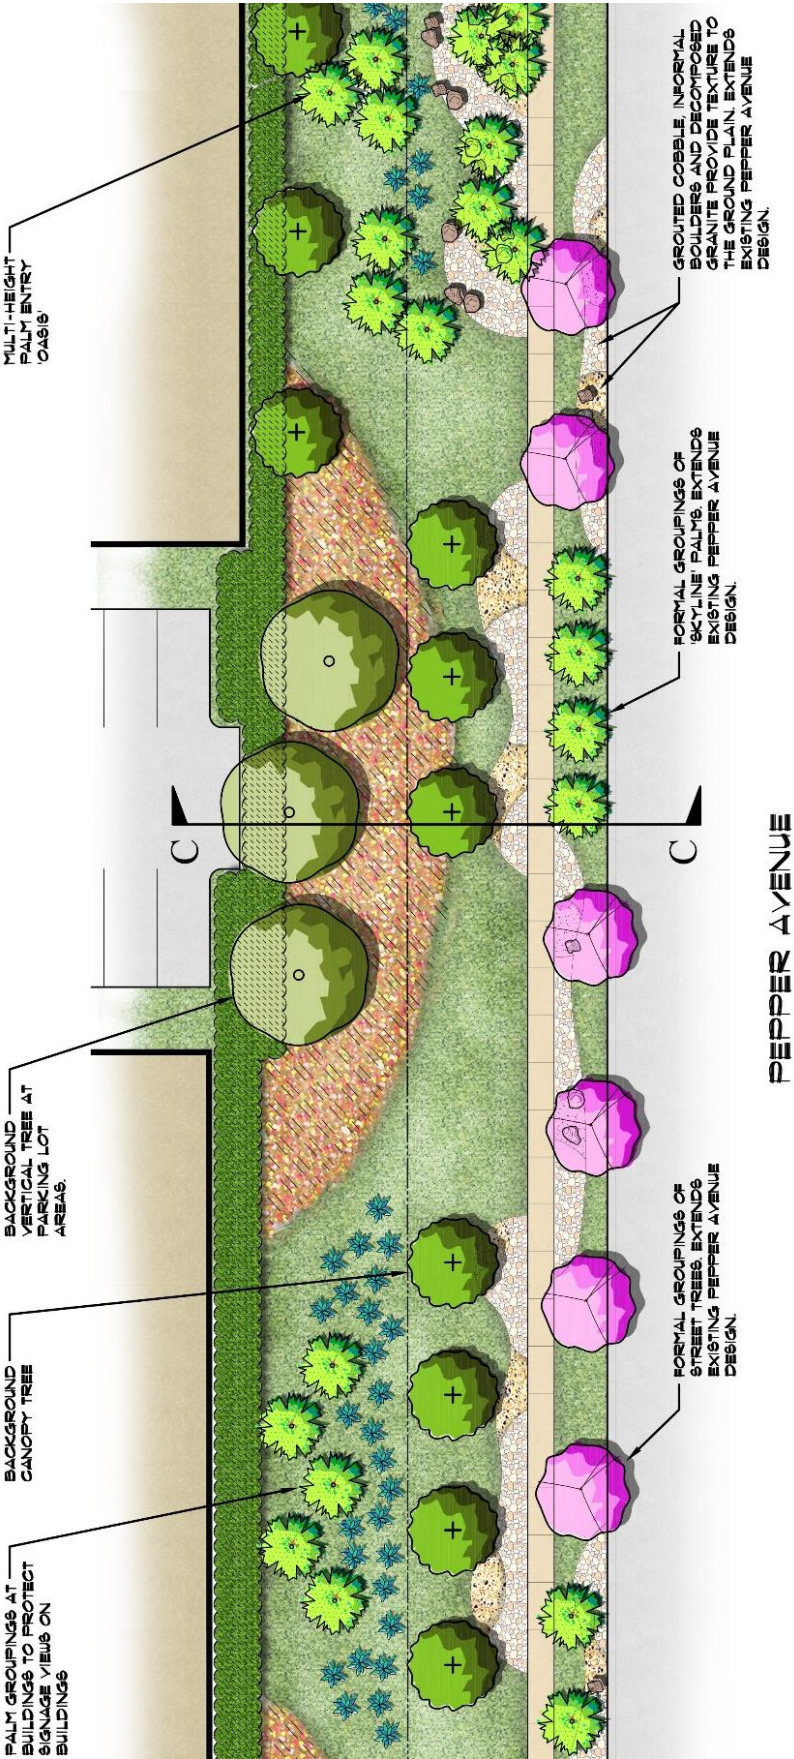 MULTI-HEIGHT
PALM ENTRY
'OASIS'
BACKGROUND
VERTICAL TREE AT
PARKING LOT
AREAS.
BACKGROUND
CANOPY TREE
PALM GROUPINGS AT
BUILDINGS TO PROTECT
SIGNAGE VIEWS ON
BUILDINGS
GROUTED COBBLE, INFORMAL
BOULDERS AND DECOMPOSED
GRANITE PROVIDE TEXTURE TO
THE GROUND PLAIN. EXTENDS
EXISTING PEPPER AVENUE
DESIGN.
FORMAL GROUPINGS OF
'SKYLINE' PALMS. EXTENDS
EXISTING PEPPER AVENUE
DESIGN.
C
C
FORMAL GROUPINGS OF
STREET TREES. EXTENDS
EXISTING PEPPER AVENUE
DESIGN.
PEPPER AVENUE